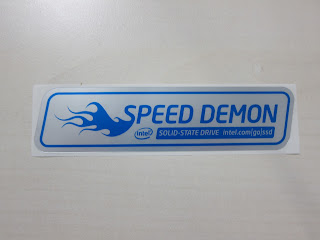 SPEED DEMON
intel SOLID-STATE DRIVE intel.com|go|ssd